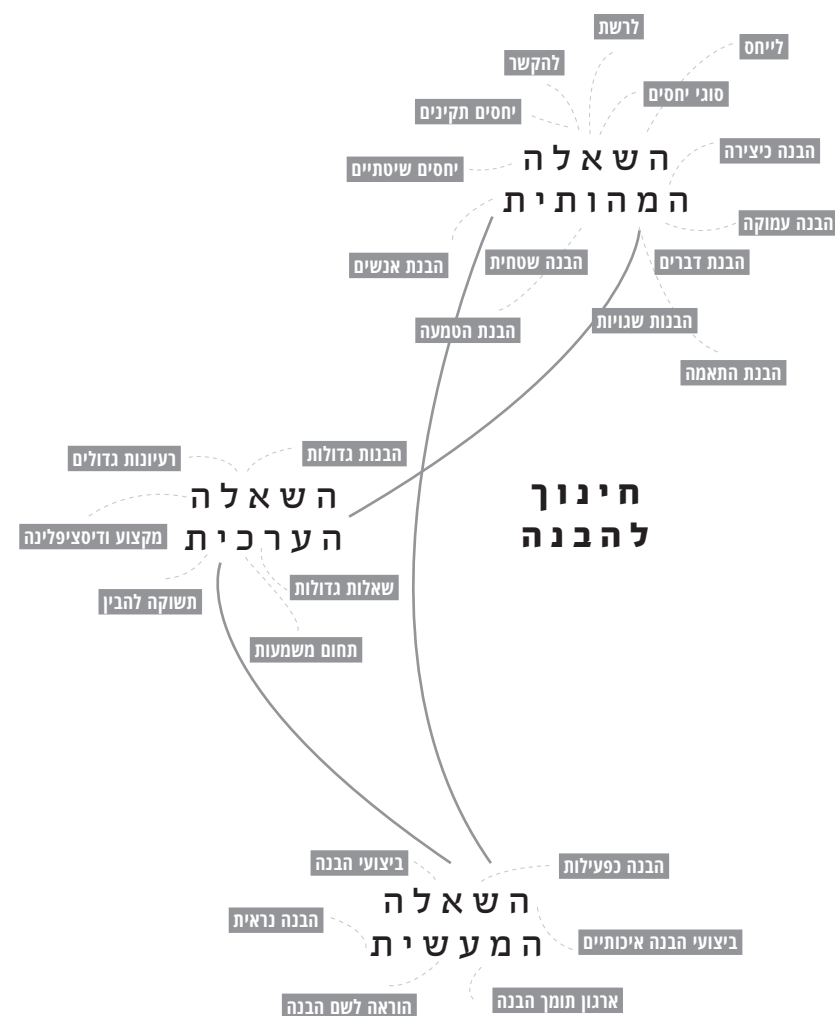 לרשת
לייחס
להקשר
סוגי יחסים
יחסים תקינים
השאלה
המהותית
הבנה כיצירה
יחסים שיטתיים
הבנה עמוקה
הבנת דברים
הבנה שטחית
הבנת אנשים
הבנות שגויות
הבנת הטמעה
הבנת התאמה
הבנות גדולות
רעיונות גדולים
השאלה
הערכית
מקצוע ודיסציפלינה
שאלות גדולות
תשוקה להבין
תחום משמעות
חינוך
להבנה
הבנה כפעילות
ביצועי הבנה
השאלה
המעשית
הבנה נראית
ביצועי הבנה איכותיים
ארגון תומך הבנה
הוראה לשם הבנה